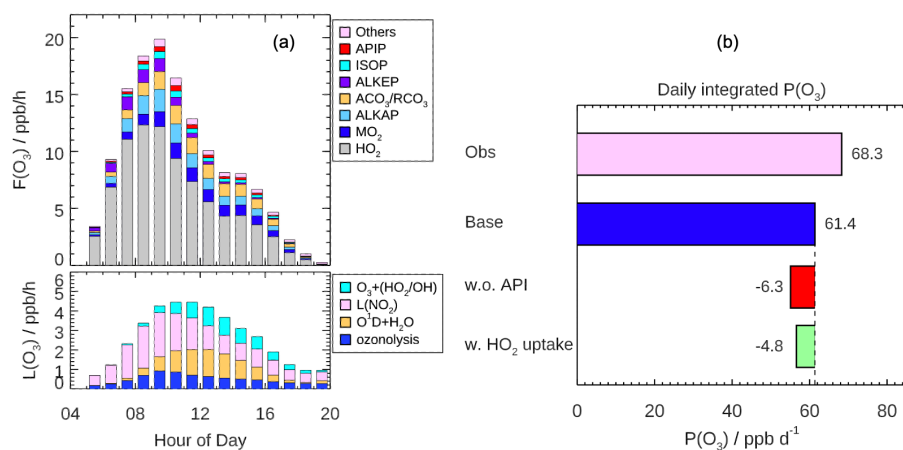 (a)
F(O₃) / ppb/h
20
15
10
5
0
Others
APIP
ISOP
ALKEP
ACO₃/RCO₃
ALKAP
MO₂
HO₂
L(O₃) / ppb/h
6
5
4
3
2
1
0
O₃+(HO₂/OH)
L(NO₂)
O¹D+H₂O
ozonolysis
04 08 12 16 20
Hour of Day
(b)
Daily integrated P(O₃)
Obs 68.3
Base 61.4
w.o. API -6.3
w. HO₂ uptake -4.8
0 20 40 60 80
P(O₃) / ppb d⁻¹